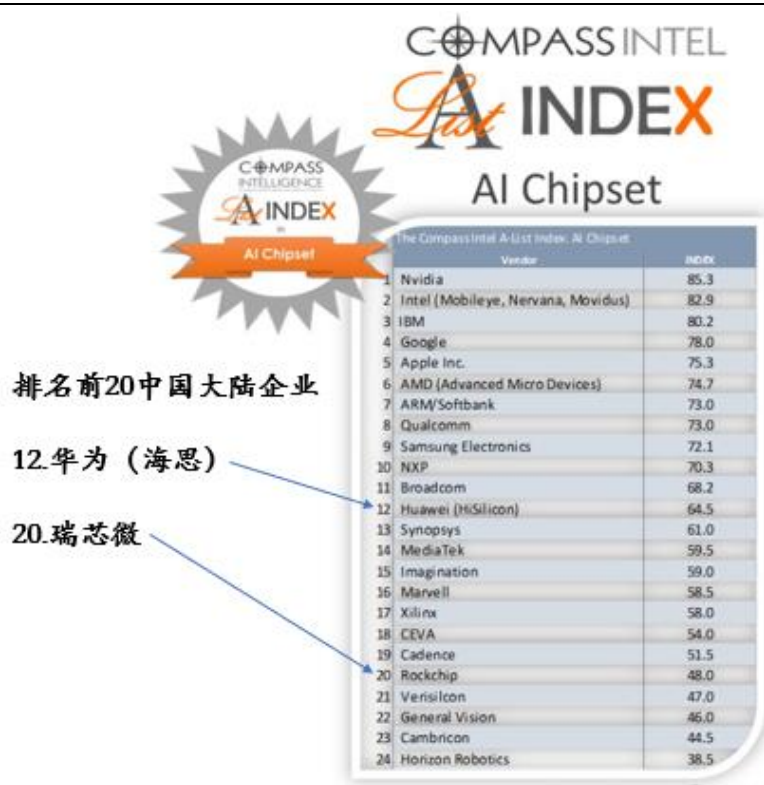 COMPASS INTEL
A List INDEX
AI Chipset
COMPASS
INTELLIGENCE
A List INDEX
IN
AI Chipset
The Compass Intel A-List Index: AI Chipset
Vendor INDEX
1 Nvidia 85.3
2 Intel (Mobileye, Nervana, Movidus) 82.9
3 IBM 80.2
4 Google 78.0
5 Apple Inc. 75.3
6 AMD (Advanced Micro Devices) 74.7
7 ARM/Softbank 73.0
8 Qualcomm 73.0
9 Samsung Electronics 72.1
10 NXP 70.3
11 Broadcom 68.2
12 Huawei (HiSilicon) 64.5
13 Synopsys 61.0
14 MediaTek 59.5
15 Imagination 59.0
16 Marvell 58.5
17 Xilinx 58.0
18 CEVA 54.0
19 Cadence 51.5
20 Rockchip 48.0
21 Verisilcon 47.0
22 General Vision 46.0
23 Cambricon 44.5
24 Horizon Robotics 38.5
排名前20中国大陆企业
12.华为（海思）
20.瑞芯微